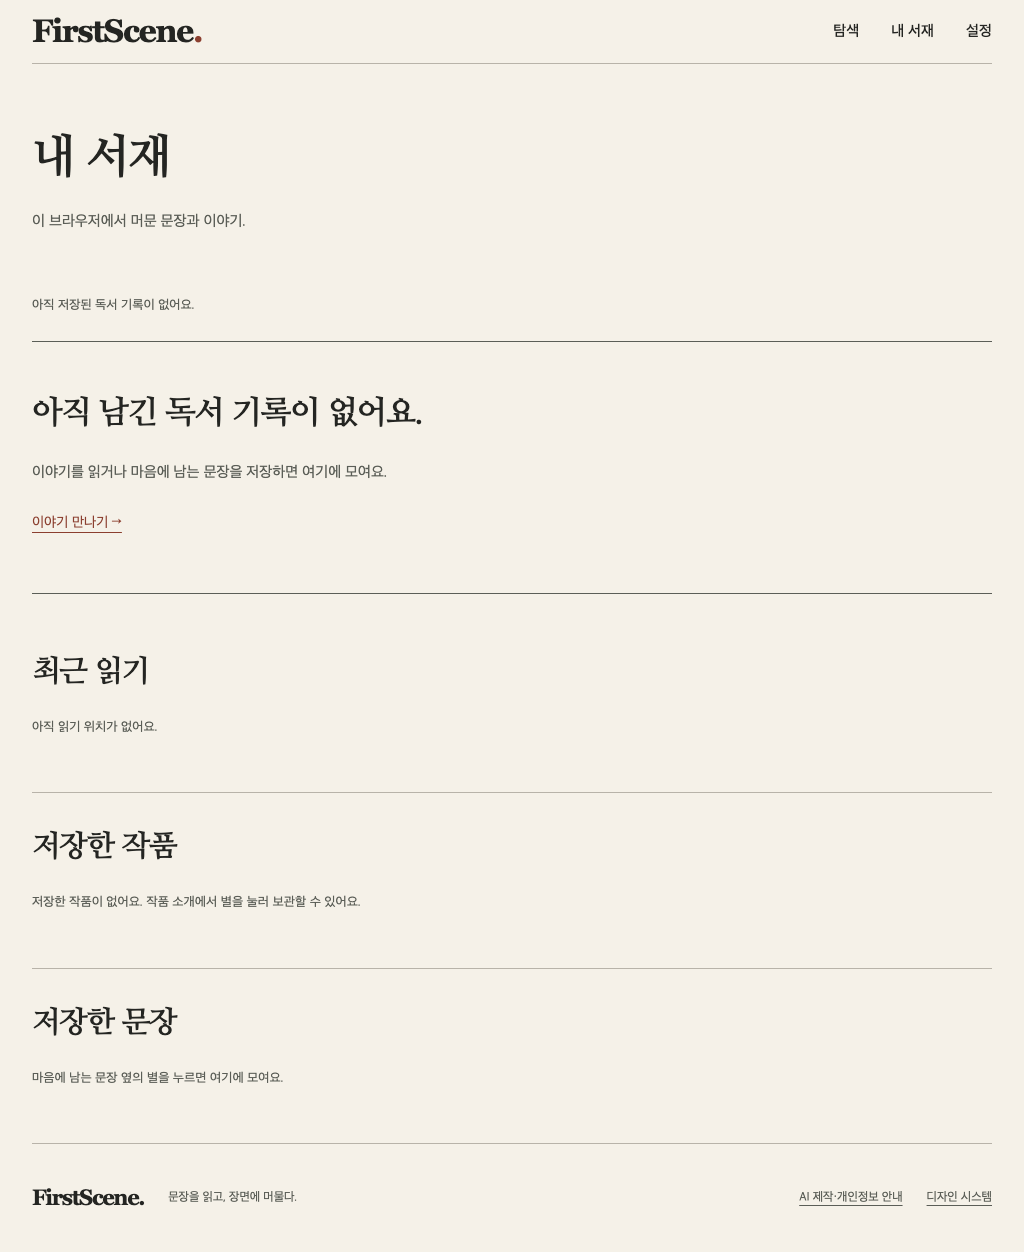 FirstScene.
탐색 내 서재 설정
내 서재
이 브라우저에서 머문 문장과 이야기.
아직 저장된 독서 기록이 없어요.
아직 남긴 독서 기록이 없어요.
이야기를 읽거나 마음에 남는 문장을 저장하면 여기에 모여요.
이야기 만나기 →
최근 읽기
아직 읽기 위치가 없어요.
저장한 작품
저장한 작품이 없어요. 작품 소개에서 별을 눌러 보관할 수 있어요.
저장한 문장
마음에 남는 문장 옆의 별을 누르면 여기에 모여요.
FirstScene. 문장을 읽고, 장면에 머물다. AI 제작·개인정보 안내 디자인 시스템